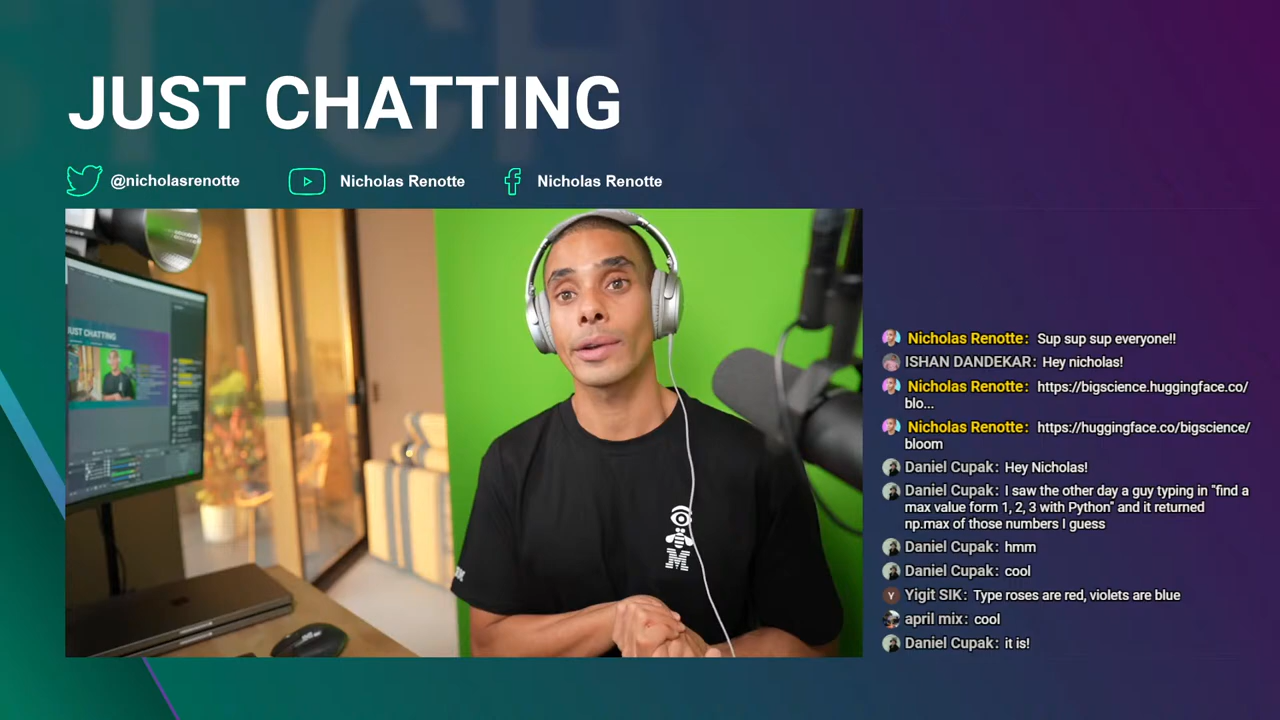 JUST CHATTING
@nicholasrenotte
Nicholas Renotte
Nicholas Renotte
JUST CHATTING
M
Nicholas Renotte: Sup sup sup everyone!!
ISHAN DANDEKAR: Hey nicholas!
Nicholas Renotte: https://bigscience.huggingface.co/
blo...
Nicholas Renotte: https://huggingface.co/bigscience/
bloom
Daniel Cupak: Hey Nicholas!
Daniel Cupak: I saw the other day a guy typing in "find a
max value form 1, 2, 3 with Python" and it returned
np.max of those numbers I guess
Daniel Cupak: hmm
Daniel Cupak: cool
Y Yigit SIK: Type roses are red, violets are blue
april mix: cool
Daniel Cupak: it is!